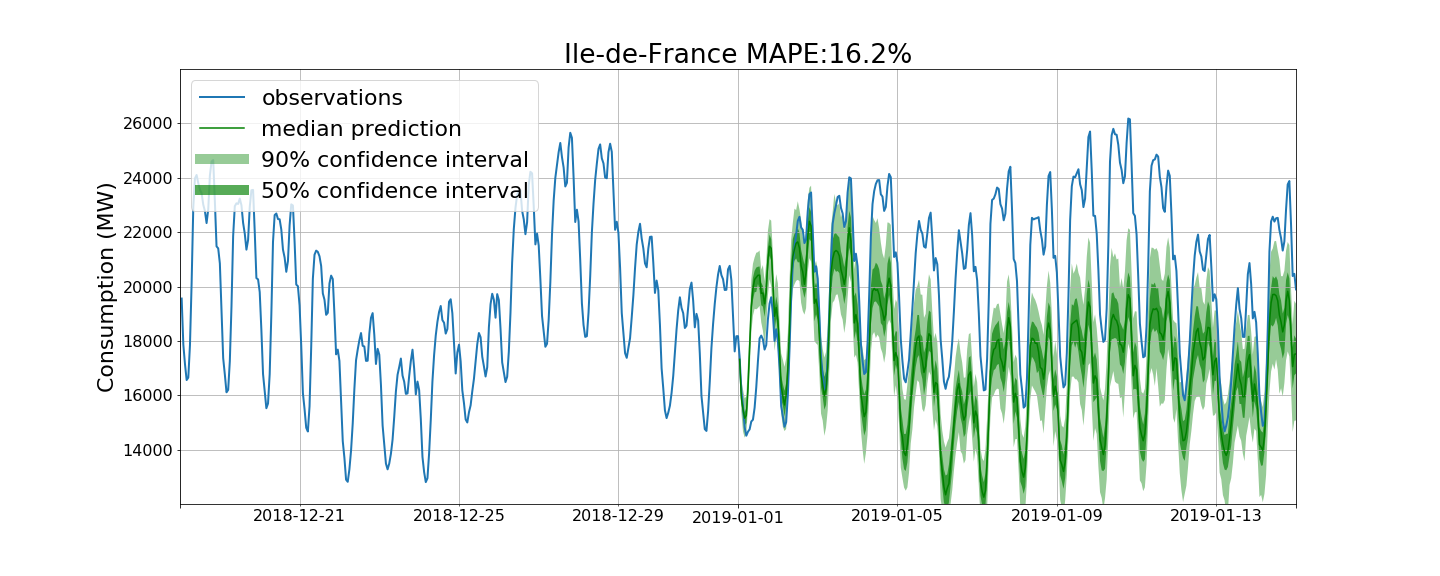 Ile-de-France MAPE:16.2%
observations
median prediction
90% confidence interval
50% confidence interval
Consumption (MW)
26000
24000
22000
20000
18000
16000
14000
2018-12-21 2018-12-25 2018-12-29 2019-01-01 2019-01-05 2019-01-09 2019-01-13